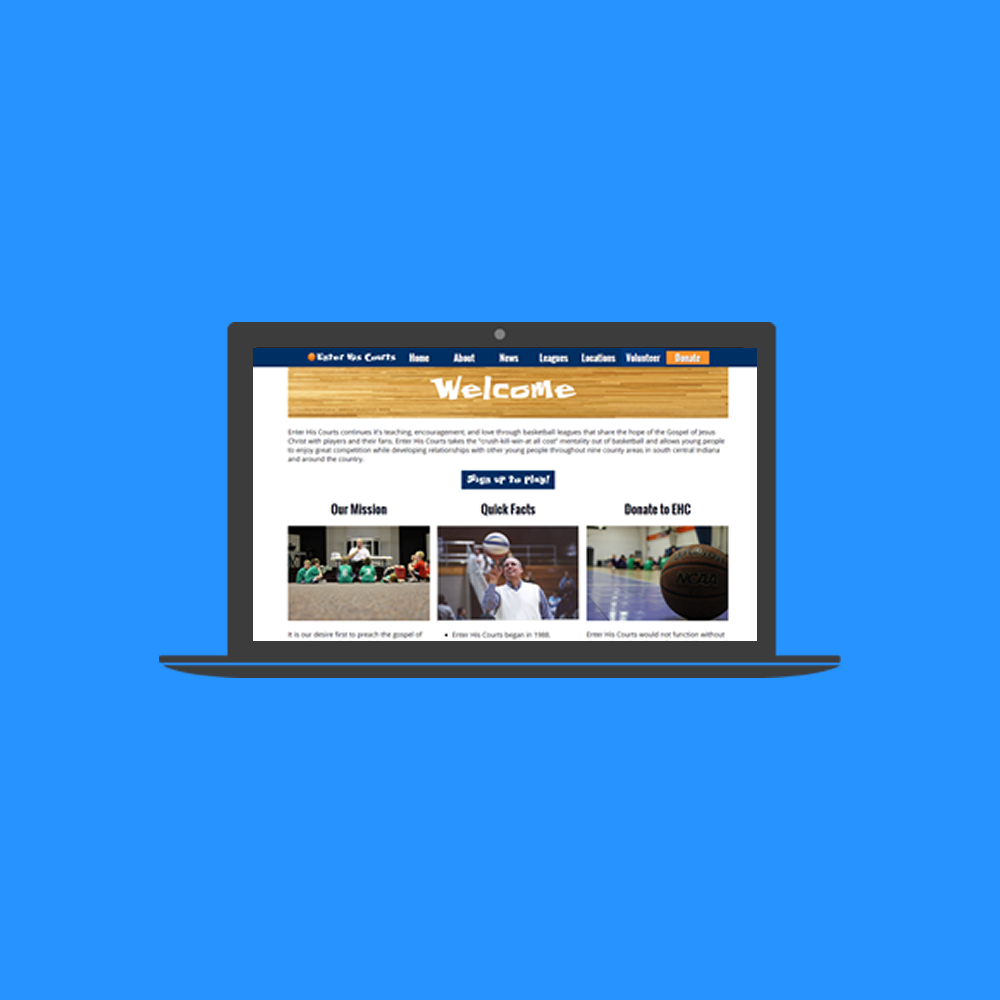 Enter His Courts Home About News Leagues Locations Volunteer Donate
Welcome
Enter His Courts continues it's teaching, encouragement, and love through basketball leagues that share the hope of the Gospel of Jesus
Christ with players and their fans. Enter His Courts takes the "crush-kill-win at all cost" mentality out of basketball and allows young people
to enjoy great competition while developing relationships with other young people throughout nine county areas in south central Indiana
and around the country.
Sign up to play!
Our Mission Quick Facts Donate to EHC
NCAA
It is our desire first to preach the gospel of
• Enter His Courts began in 1988.
Enter His Courts would not function without